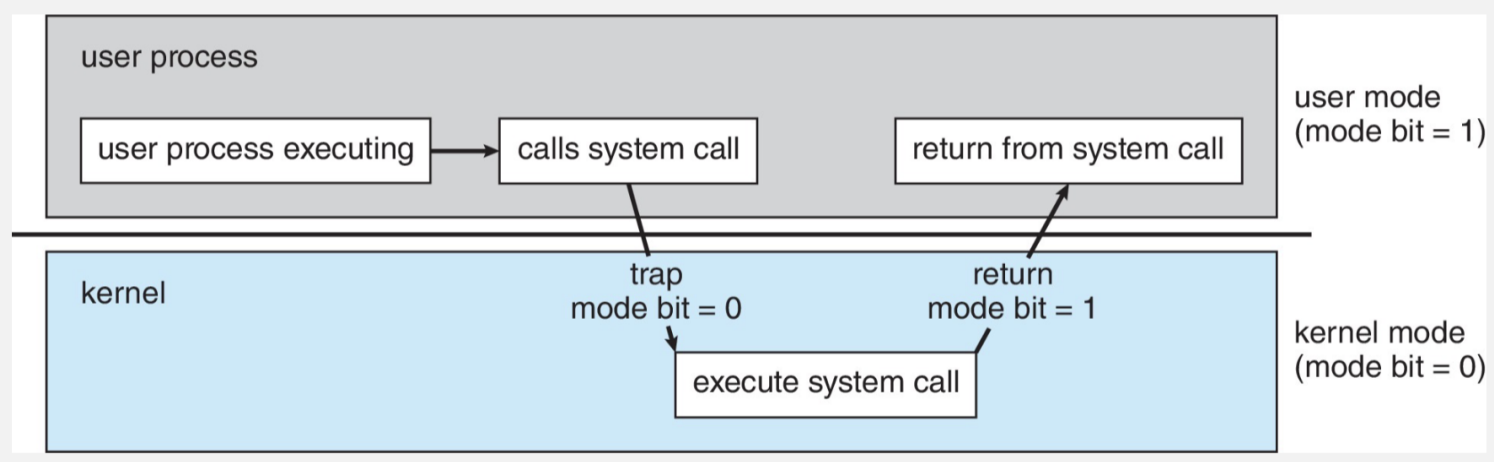 user process
user process executing
calls system call
return from system call
user mode
(mode bit = 1)
kernel
trap
mode bit = 0
return
mode bit = 1
execute system call
kernel mode
(mode bit = 0)